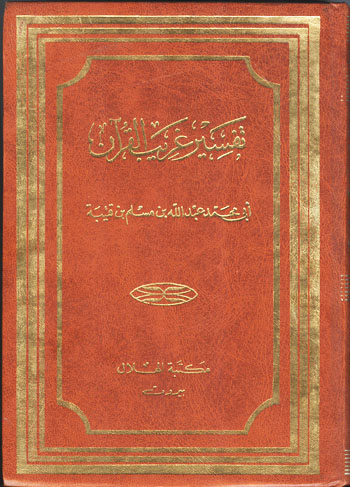 تفسير غريب القرآن
أبي محمد عبد الله بن مسلم بن قتيبة
مكتبة الهلال
بيروت